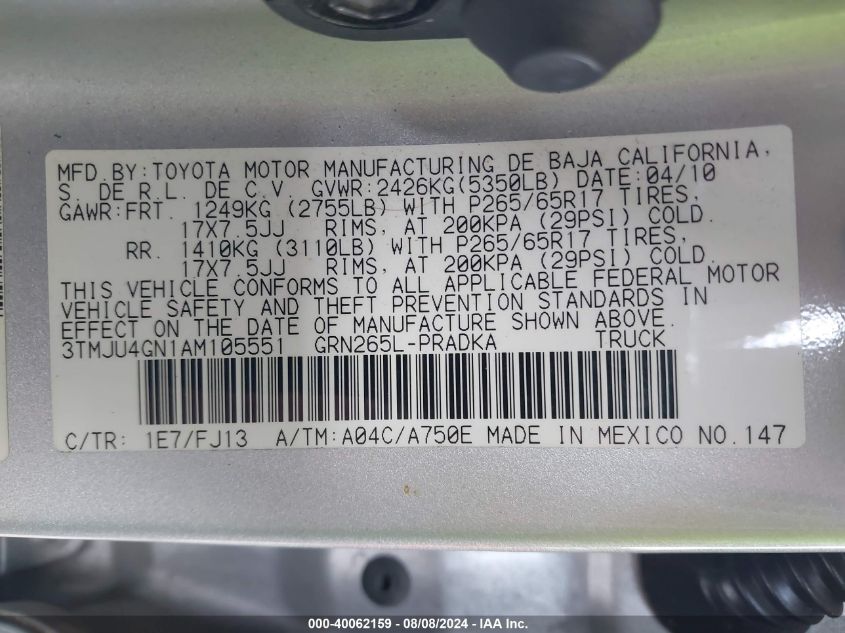 MFD.BY:TOYOTA MOTOR MANUFACTURING DE BAJA CALIFORNIA,
S. DE R.L. DE C.V. GVWR:2426KG(5350LB) DATE:04/10
GAWR:FRT. 1249KG (2755LB) WITH P265/65R17 TIRES,
17X7.5JJ RIMS, AT 200KPA (29PSI) COLD.
RR. 1410KG (3110LB) WITH P265/65R17 TIRES,
17X7.5JJ RIMS, AT 200KPA (29PSI) COLD.
THIS VEHICLE CONFORMS TO ALL APPLICABLE FEDERAL MOTOR
VEHICLE SAFETY AND THEFT PREVENTION STANDARDS IN
EFFECT ON THE DATE OF MANUFACTURE SHOWN ABOVE.
3TMJU4GN1AM105551 GRN265L-PRADKA TRUCK
C/TR: 1E7/FJ13 A/TM:A04C/A750E MADE IN MEXICO NO.147
000-40062159 - 08/08/2024 - IAA Inc.